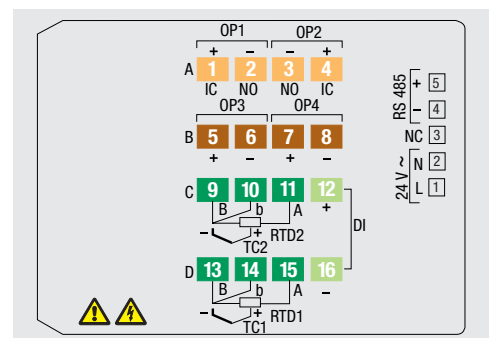 OP1 OP2
+ − − +
A 1 2 3 4
IC NO NO IC
OP3 OP4
B 5 6 7 8
+ − + −
C 9 10 11 12
B b A +
− + RTD2
TC2
DI
D 13 14 15 16
B b A −
− + RTD1
TC1
RS 485 + 5
− 4
NC 3
24 V ~ N 2
L 1